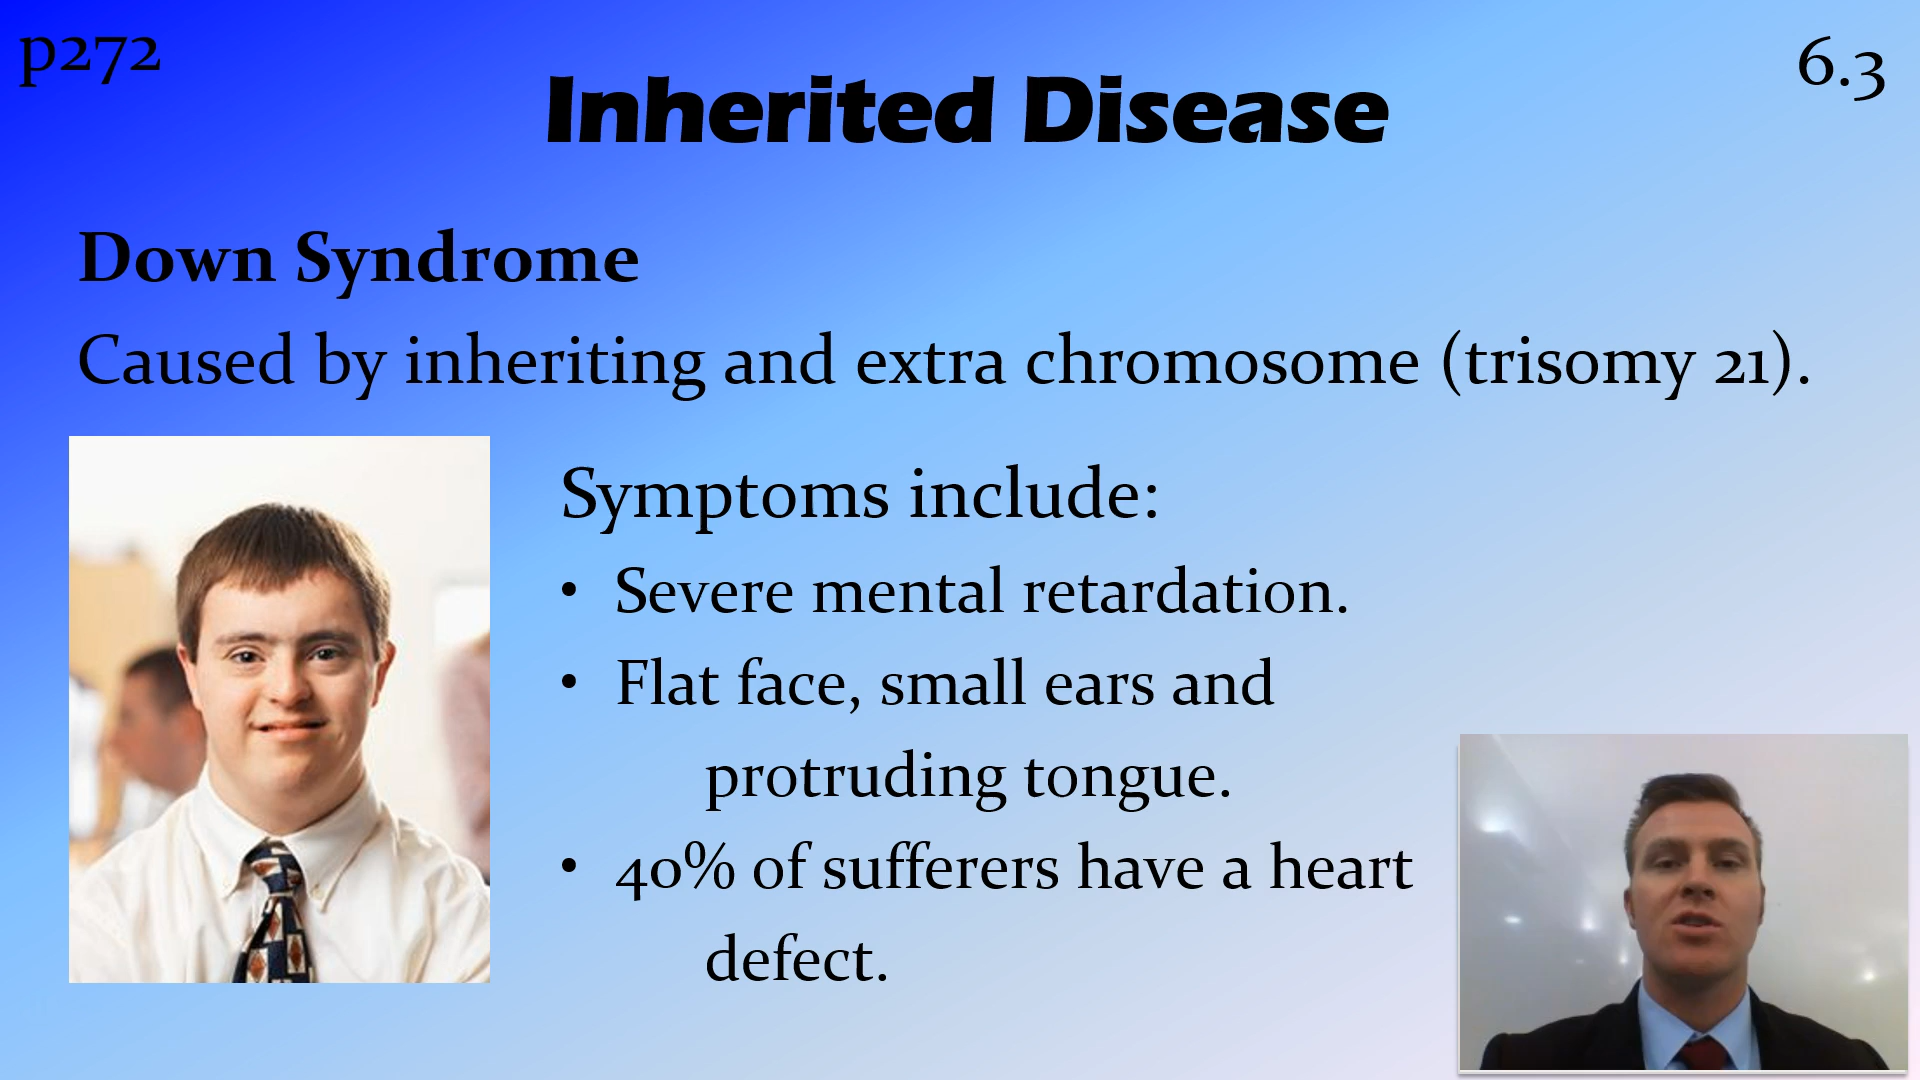 p272
6.3
Inherited Disease
Down Syndrome
Caused by inheriting and extra chromosome (trisomy 21).
Symptoms include:
• Severe mental retardation.
• Flat face, small ears and
protruding tongue.
• 40% of sufferers have a heart
defect.